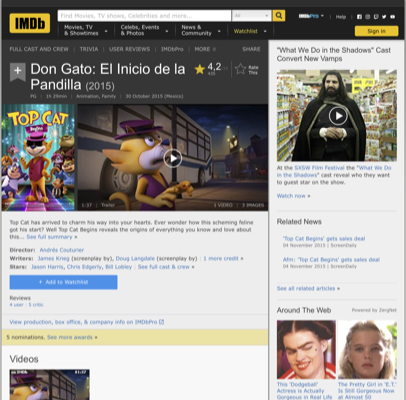 IMDb
Find Movies, TV shows, Celebrities and more...
All
IMDbPro
Help
Movies, TV
& Showtimes
Celebs, Events
& Photos
News &
Community
Watchlist
Sign in
FULL CAST AND CREW | TRIVIA | USER REVIEWS | IMDbPro | MORE
SHARE
Don Gato: El Inicio de la
Pandilla (2015)
4,2
Rate
This
PG | 1h 29min | Animation, Family | 30 October 2015 (Mexico)
TOP CAT
Begins
1:37 | Trailer
1 VIDEO | 3 IMAGES
Top Cat has arrived to charm his way into your hearts. Ever wonder how this scheming feline
got his start? Well Top Cat Begins reveals the origins of everything you know and love about
this... See full summary »
Director: Andrés Couturier
Writers: James Krieg (screenplay by), Doug Langdale (screenplay by) | 1 more credit »
Stars: Jason Harris, Chris Edgerly, Bill Lobley | See full cast & crew »
+ Add to Watchlist
Reviews
4 user | 5 critic
View production, box office, & company info on IMDbPro
5 nominations. See more awards »
Videos
"What We Do in the Shadows" Cast
Convert New Vamps
At the SXSW Film Festival the "What We Do
in the Shadows" cast reveal who they want
to guest star on the show.
Watch now »
Related News
'Top Cat Begins' gets sales deal
04 November 2015 | ScreenDaily
Afm: 'Top Cat Begins' gets sales deal
04 November 2015 | ScreenDaily
See all related articles »
Around The Web
Powered by ZergNet
This 'Dodgeball'
Actress is Actually
Gorgeous in Real Life
The Pretty Girl in 'E.T.'
Is Still Gorgeous Now
at Almost 50